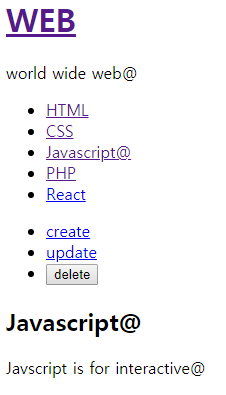 WEB
world wide web@
HTML
CSS
Javascript@
PHP
React
create
update
delete
Javascript@
Javscript is for interactive@